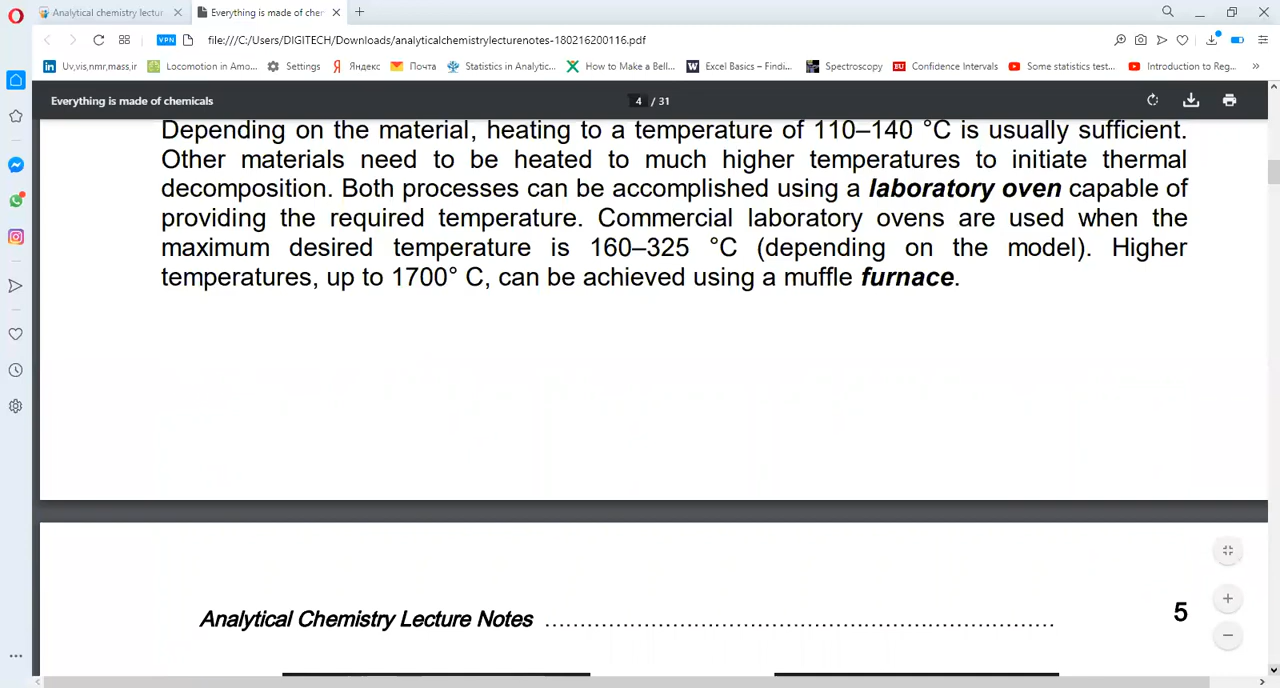 Analytical chemistry lectur
Everything is made of cher
VPN
file:///C:/Users/DIGITECH/Downloads/analyticalchemistrylecturenotes-180216200116.pdf
Uv,vis,nmr,mass,ir
Locomotion in Amo...
Settings
Яндекс
Почта
Statistics in Analytic...
How to Make a Bell...
Excel Basics – Findi...
Spectroscopy
Confidence Intervals
Some statistics test...
Introduction to Reg...
Everything is made of chemicals
4 / 31
Depending on the material, heating to a temperature of 110–140 °C is usually sufficient.
Other materials need to be heated to much higher temperatures to initiate thermal
decomposition. Both processes can be accomplished using a laboratory oven capable of
providing the required temperature. Commercial laboratory ovens are used when the
maximum desired temperature is 160–325 °C (depending on the model). Higher
temperatures, up to 1700° C, can be achieved using a muffle furnace.
Analytical Chemistry Lecture Notes ........................................................... 5